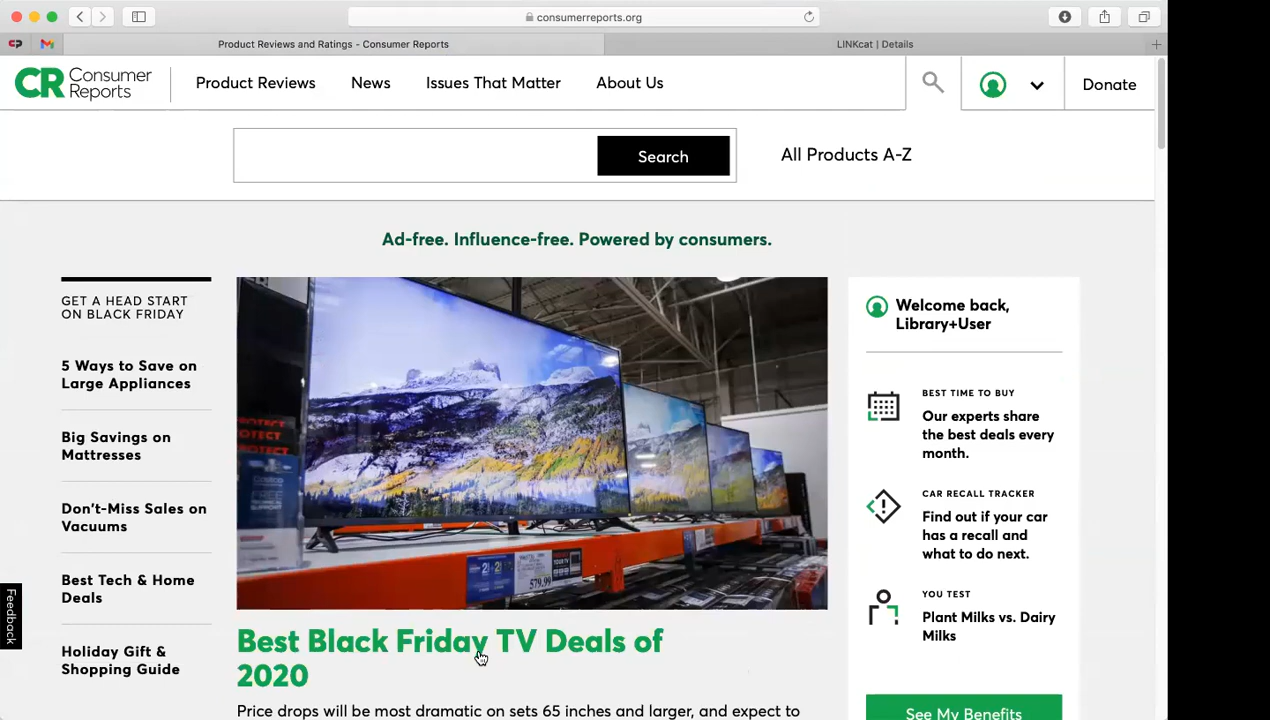 consumerreports.org
Product Reviews and Ratings - Consumer Reports
LINKcat | Details
CR Consumer Reports
Product Reviews
News
Issues That Matter
About Us
Donate
Search
All Products A-Z
Ad-free. Influence-free. Powered by consumers.
GET A HEAD START
ON BLACK FRIDAY
5 Ways to Save on
Large Appliances
Big Savings on
Mattresses
Don't-Miss Sales on
Vacuums
Best Tech & Home
Deals
Holiday Gift &
Shopping Guide
Feedback
579.99
Best Black Friday TV Deals of
2020
Price drops will be most dramatic on sets 65 inches and larger, and expect to
Welcome back,
Library+User
BEST TIME TO BUY
Our experts share
the best deals every
month.
CAR RECALL TRACKER
Find out if your car
has a recall and
what to do next.
YOU TEST
Plant Milks vs. Dairy
Milks
See My Benefits